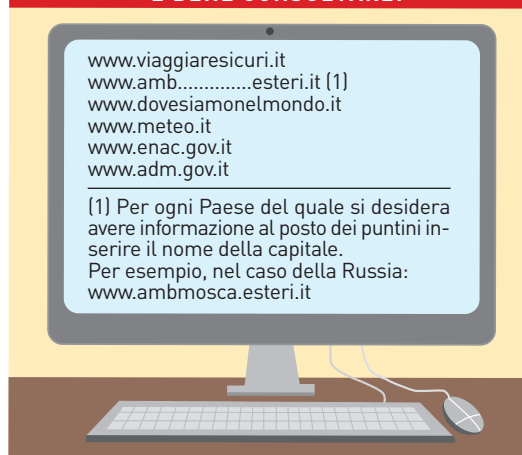 È BENE CONSULTARE:
www.viaggiaresicuri.it
www.amb.............esteri.it (1)
www.dovesiamonelmondo.it
www.meteo.it
www.enac.gov.it
www.adm.gov.it
(1) Per ogni Paese del quale si desidera
avere informazione al posto dei puntini in-
serire il nome della capitale.
Per esempio, nel caso della Russia:
www.ambmosca.esteri.it